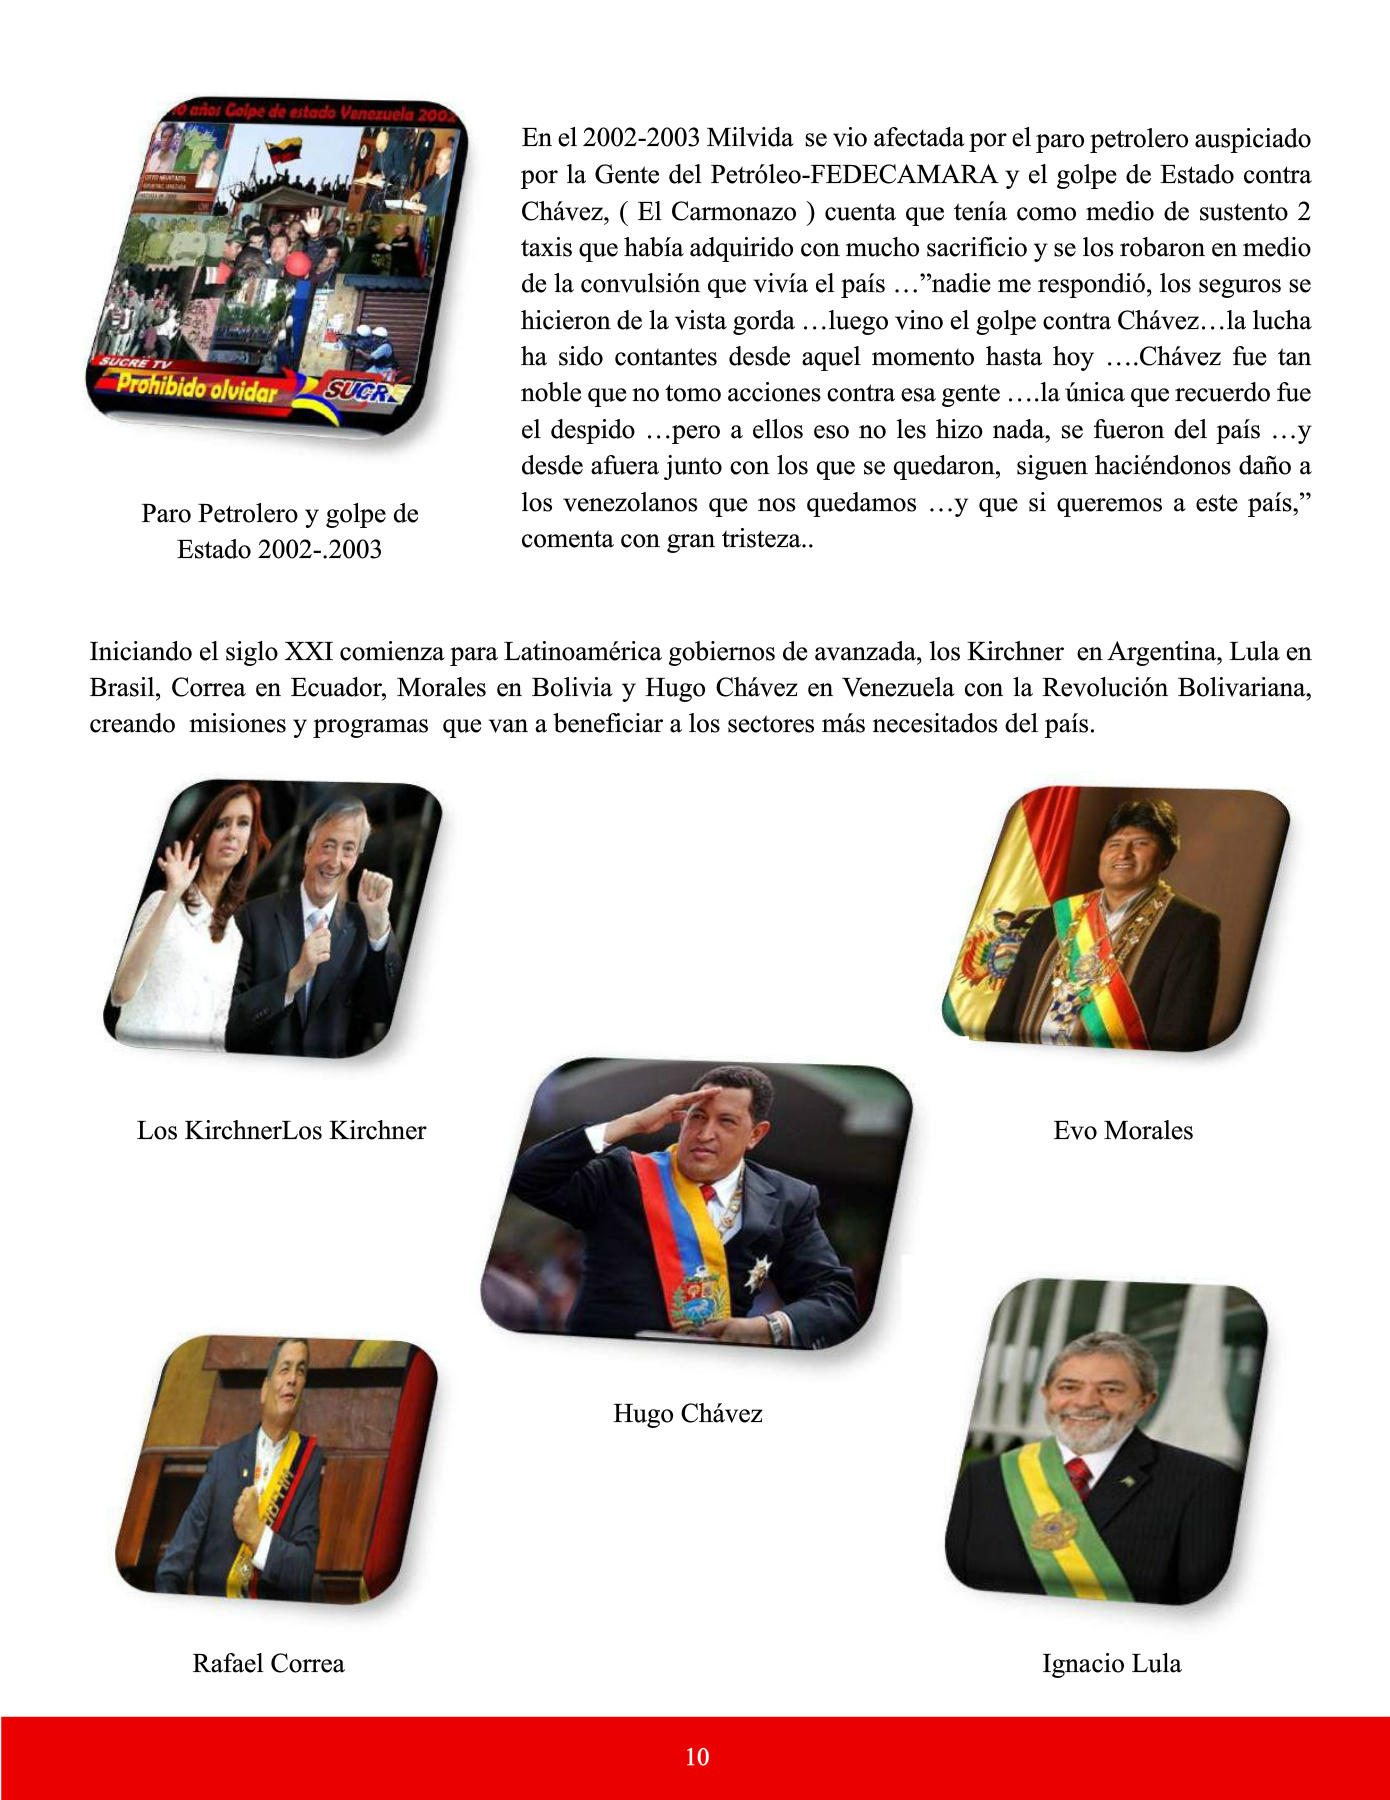 10 años Golpe de estado Venezuela 2002
SUCRE TV
Prohibido olvidar
SUCRE
Paro Petrolero y golpe de
Estado 2002-.2003
En el 2002-2003 Milvida se vio afectada por el paro petrolero auspiciado
por la Gente del Petróleo-FEDECAMARA y el golpe de Estado contra
Chávez, ( El Carmonazo ) cuenta que tenía como medio de sustento 2
taxis que había adquirido con mucho sacrificio y se los robaron en medio
de la convulsión que vivía el país …”nadie me respondió, los seguros se
hicieron de la vista gorda …luego vino el golpe contra Chávez…la lucha
ha sido contantes desde aquel momento hasta hoy ….Chávez fue tan
noble que no tomo acciones contra esa gente ….la única que recuerdo fue
el despido …pero a ellos eso no les hizo nada, se fueron del país …y
desde afuera junto con los que se quedaron, siguen haciéndonos daño a
los venezolanos que nos quedamos …y que si queremos a este país,”
comenta con gran tristeza..
Iniciando el siglo XXI comienza para Latinoamérica gobiernos de avanzada, los Kirchner en Argentina, Lula en
Brasil, Correa en Ecuador, Morales en Bolivia y Hugo Chávez en Venezuela con la Revolución Bolivariana,
creando misiones y programas que van a beneficiar a los sectores más necesitados del país.
Los KirchnerLos Kirchner
Evo Morales
Hugo Chávez
Rafael Correa
Ignacio Lula
10